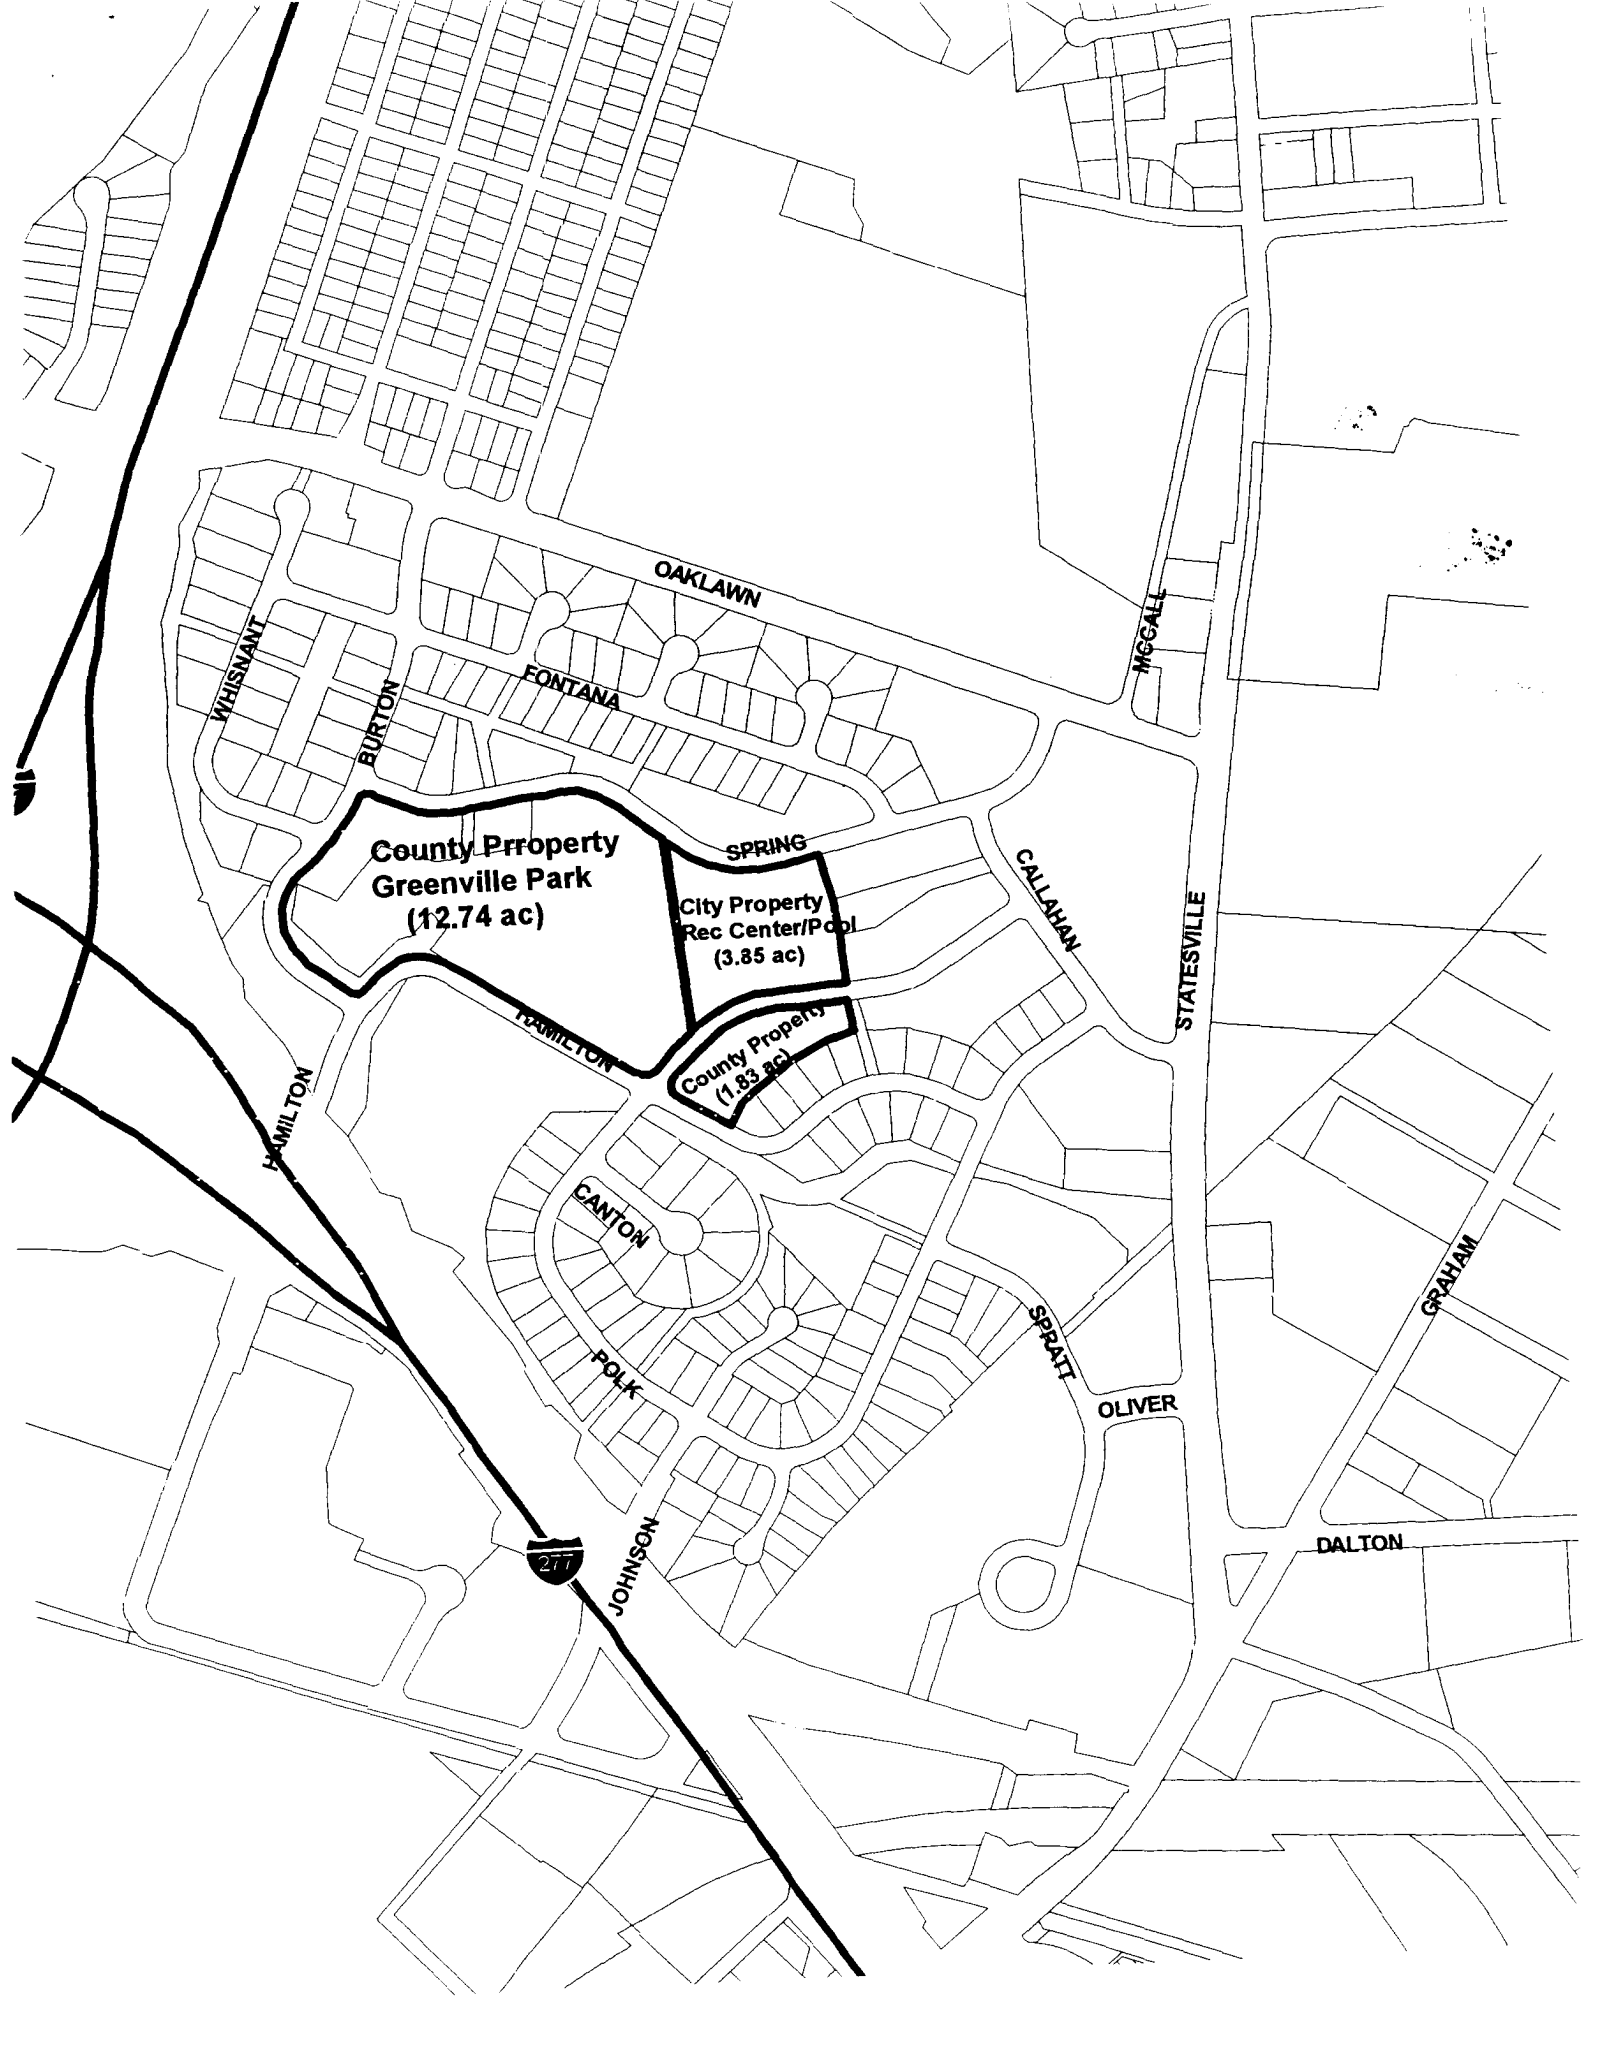 OAKLAWN
MCCALL
WHISNANT
FONTANA
BURTON
County Prroperty
Greenville Park
(12.74 ac)
SPRING
City Property
Rec Center/Pool
(3.85 ac)
CALLAHAN
STATESVILLE
HAMILTON
County Property
(1.83 ac)
HAMILTON
CANTON
GRAHAM
SPRATT
POLK
OLIVER
DALTON
277
JOHNSON